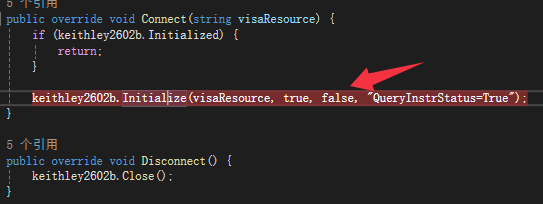 5 个引用
public override void Connect(string visaResource) {
if (keithley2602b.Initialized) {
return;
}
keithley2602b.Initialize(visaResource, true, false, "QueryInstrStatus=True");
}
5 个引用
public override void Disconnect() {
keithley2602b.Close();
}